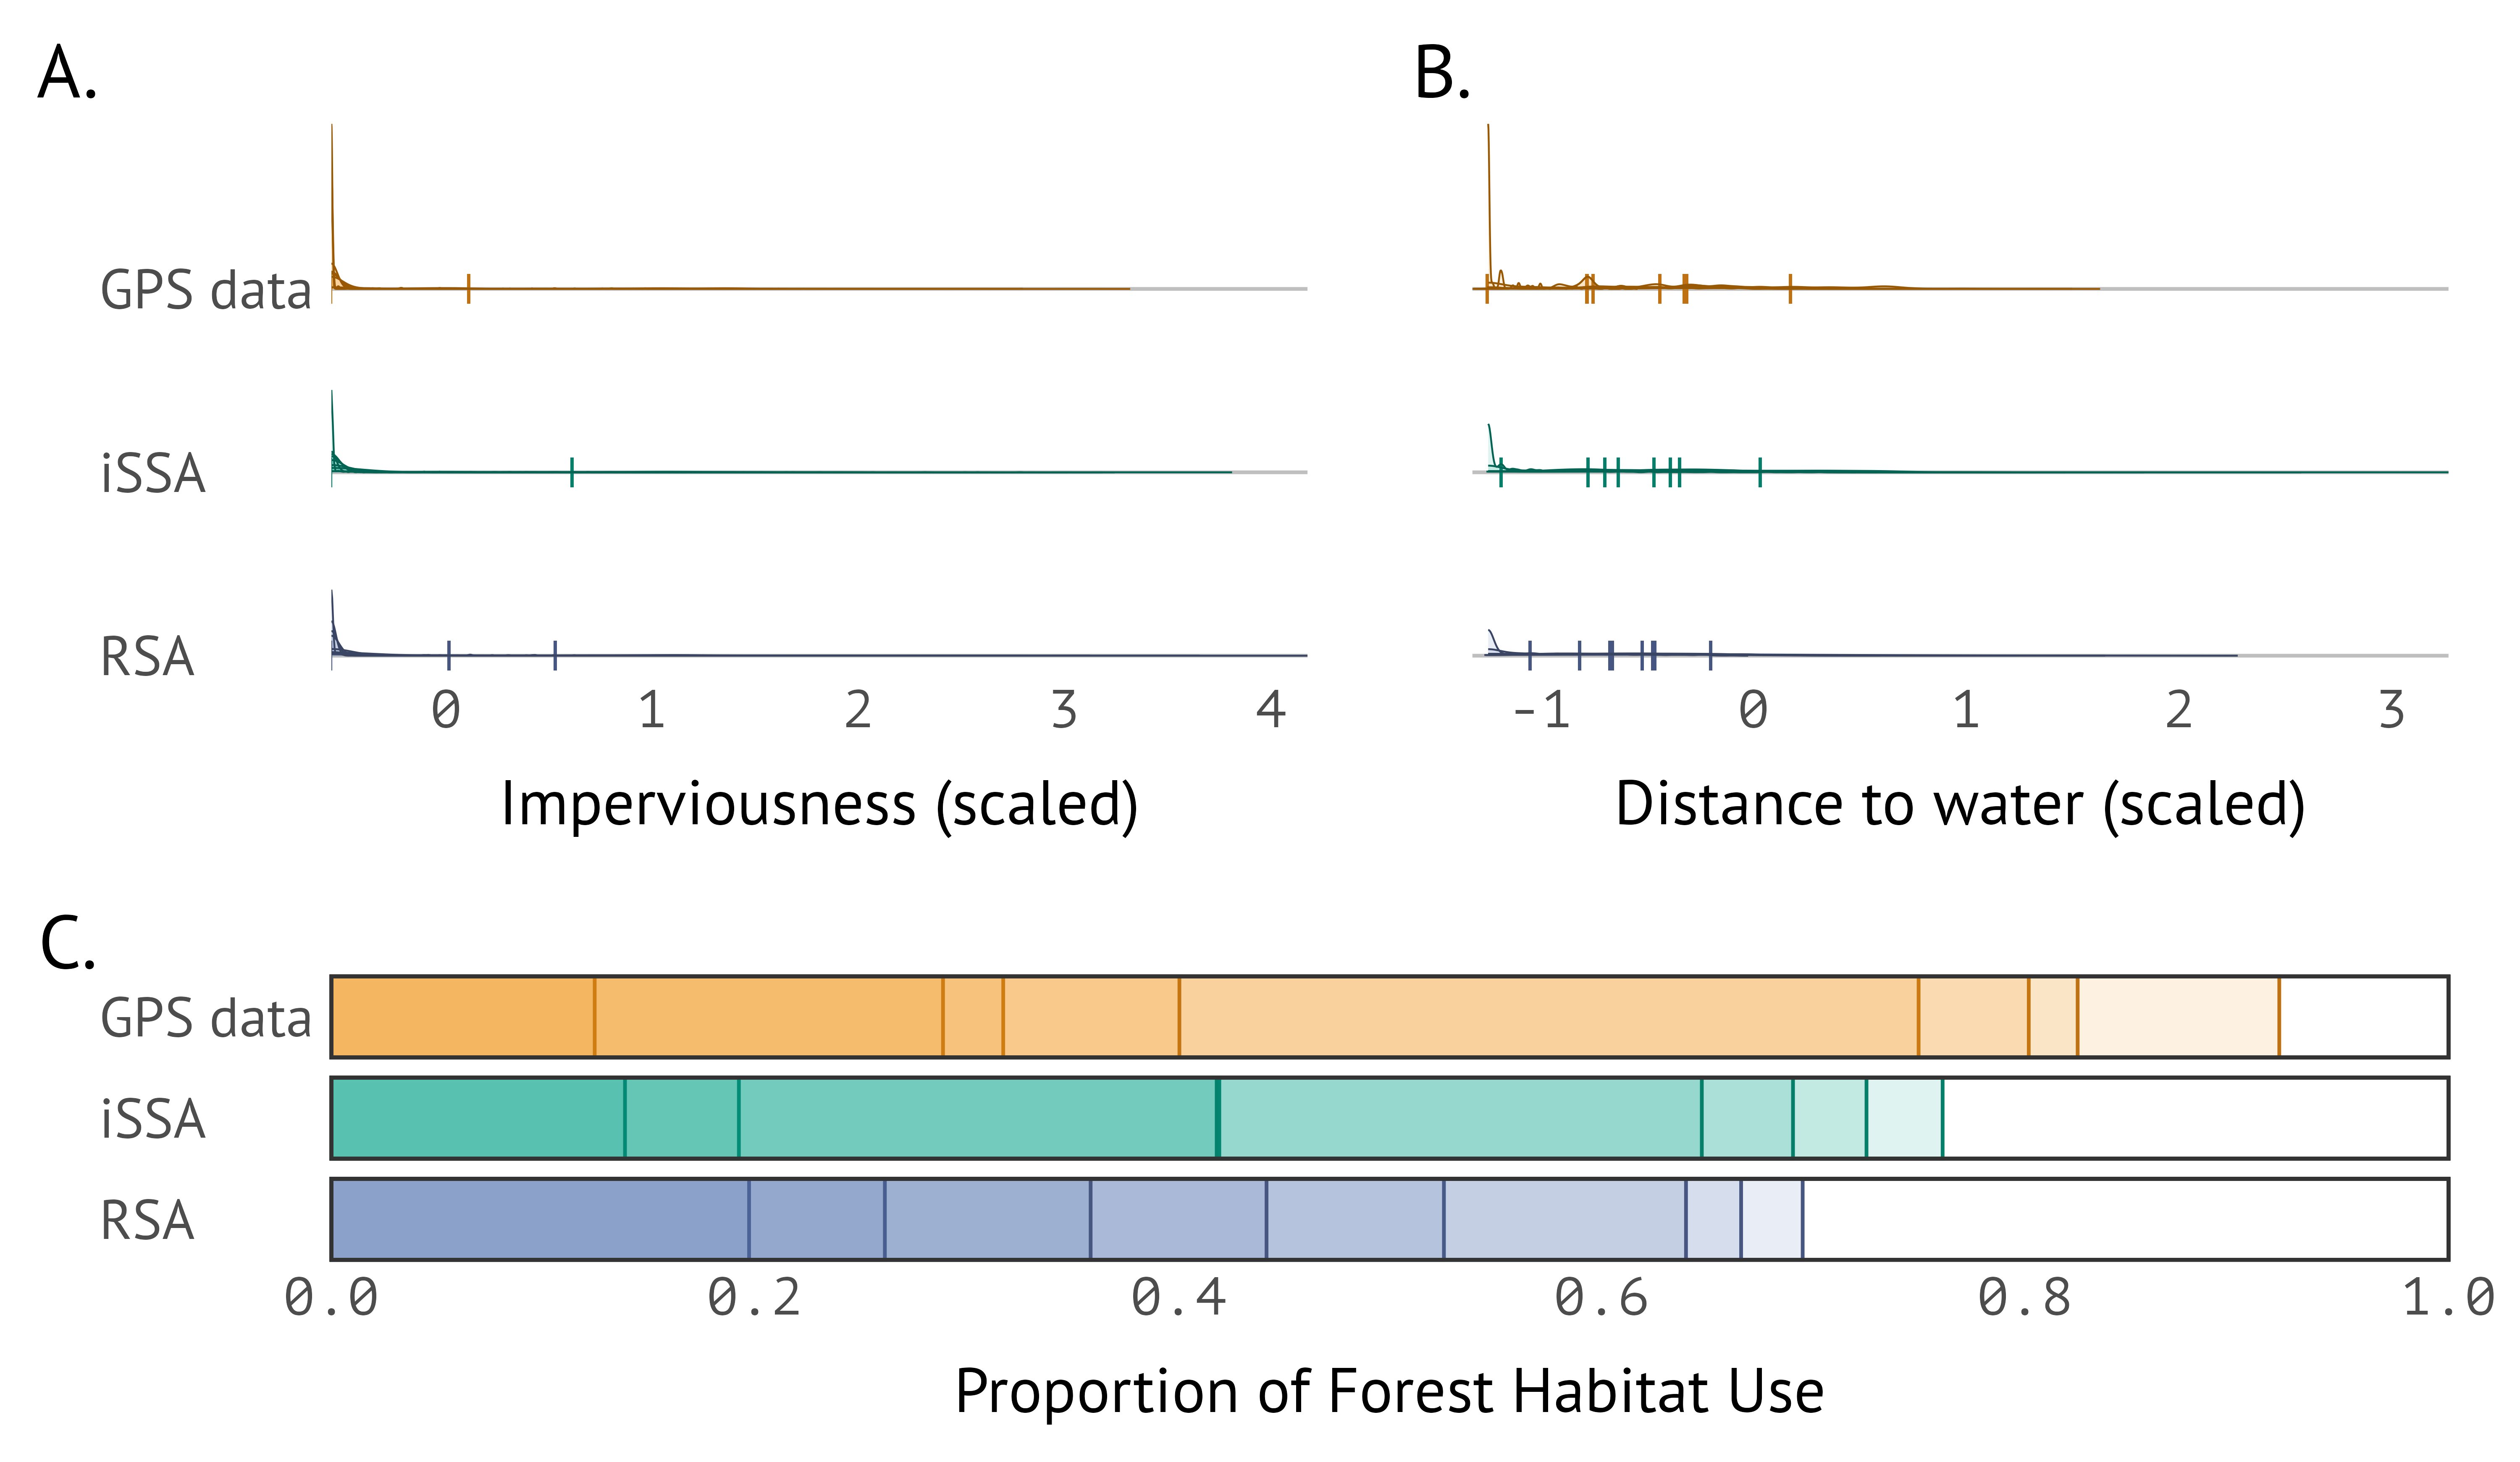 A.
B.
GPS data
iSSA
RSA
0 1 2 3 4
-1 0 1 2 3
Imperviousness (scaled)
Distance to water (scaled)
C.
GPS data
iSSA
RSA
0.0 0.2 0.4 0.6 0.8 1.0
Proportion of Forest Habitat Use